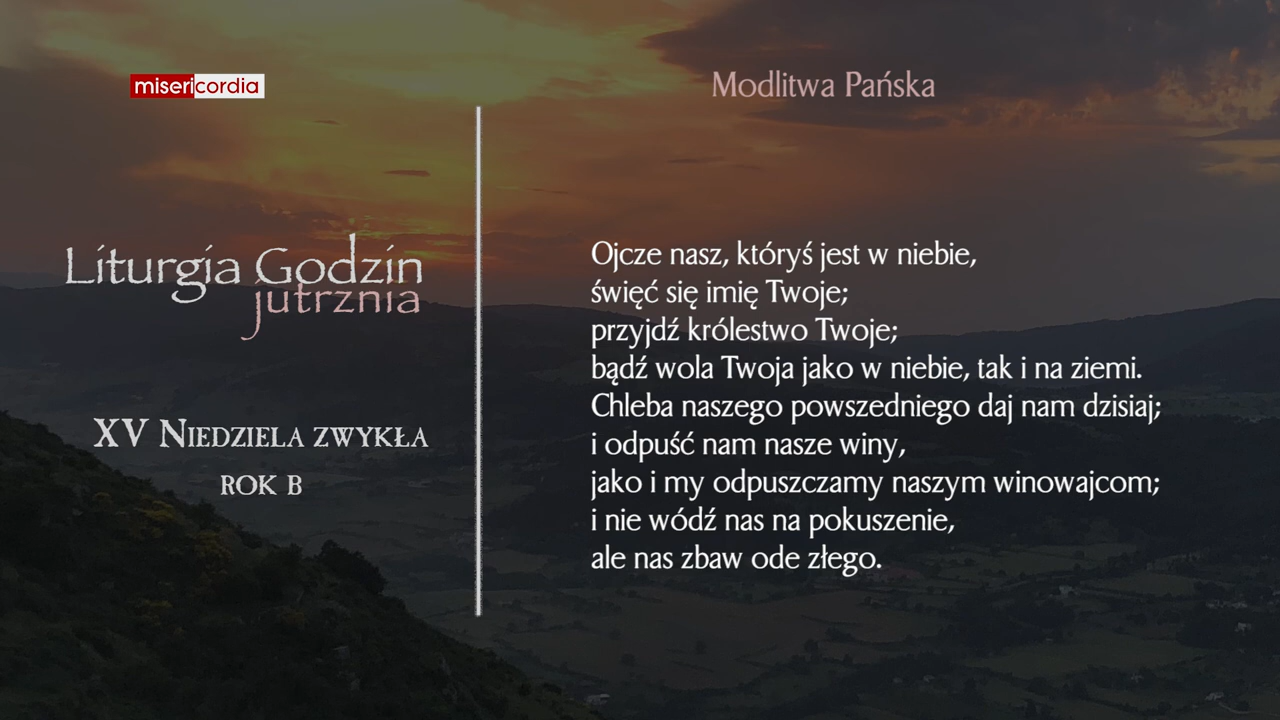 misericordia
Liturgia Godzin
jutrznia
XV Niedziela zwykła
rok B
Modlitwa Pańska
Ojcze nasz, któryś jest w niebie,
święć się imię Twoje;
przyjdź królestwo Twoje;
bądź wola Twoja jako w niebie, tak i na ziemi.
Chleba naszego powszedniego daj nam dzisiaj;
i odpuść nam nasze winy,
jako i my odpuszczamy naszym winowajcom;
i nie wódź nas na pokuszenie,
ale nas zbaw ode złego.